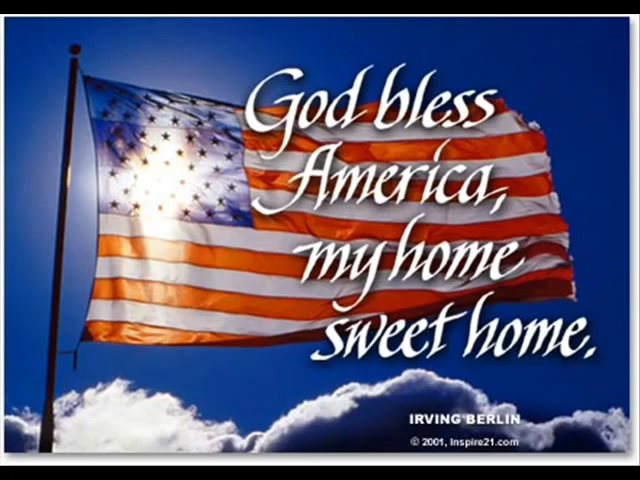 God bless
America,
my home
sweet home.
IRVING BERLIN
© 2001, Inspire21.com